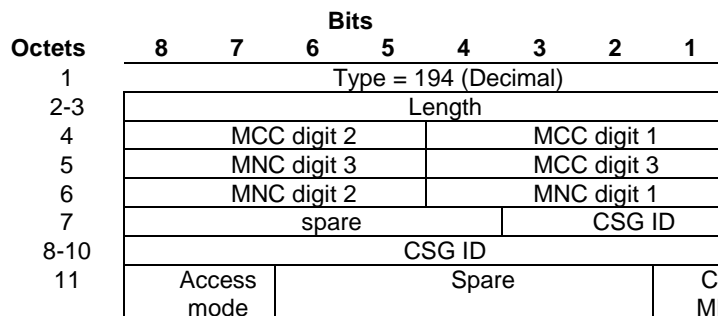 Bits
Octets 8 7 6 5 4 3 2 1
1 Type = 194 (Decimal)
2-3 Length
4 MCC digit 2 MCC digit 1
5 MNC digit 3 MCC digit 3
6 MNC digit 2 MNC digit 1
7 spare CSG ID
8-10 CSG ID
11 Access Spare
mode